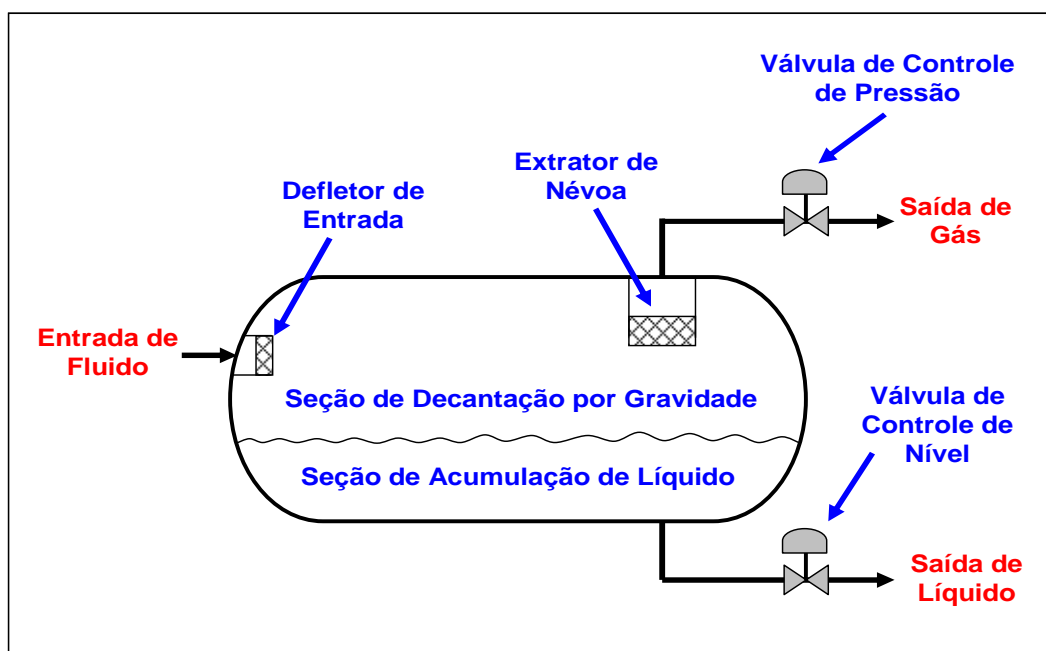 Válvula de Controle
de Pressão
Extrator de
Névoa
Defletor de
Entrada
Saída de
Gás
Entrada de
Fluido
Seção de Decantação por Gravidade
Válvula de
Controle de
Nível
Seção de Acumulação de Líquido
Saída de
Líquido